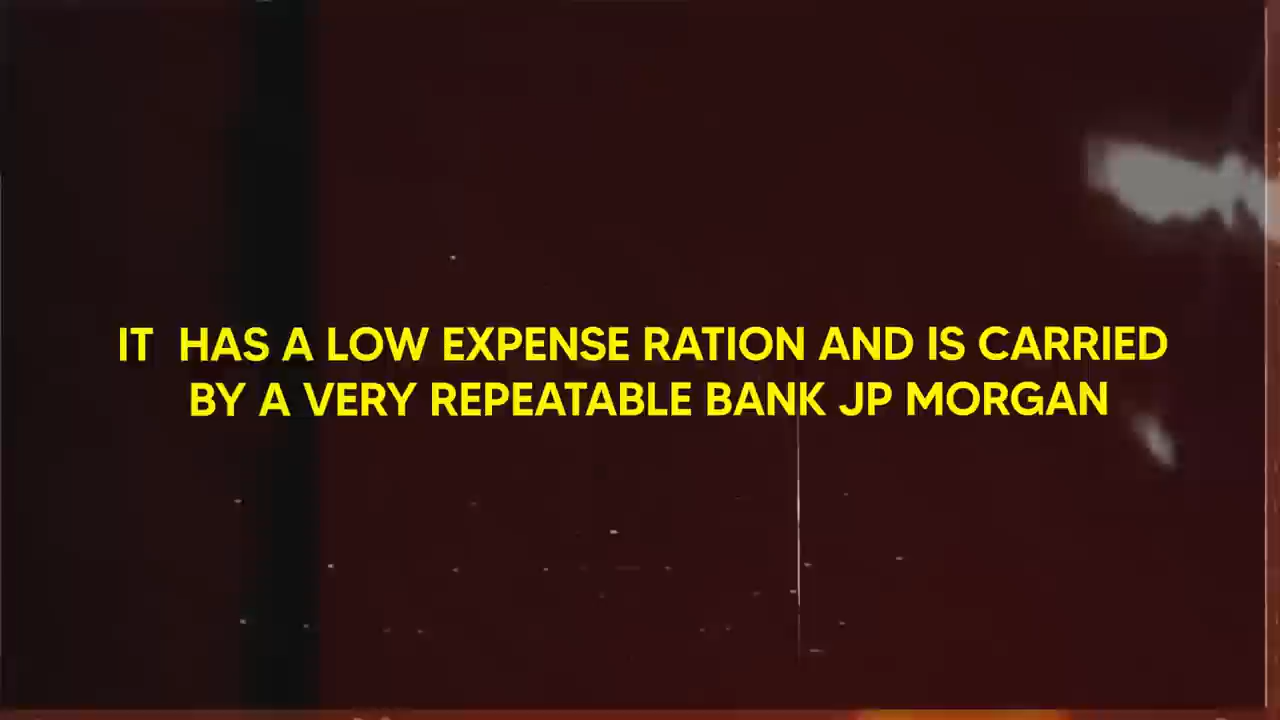 IT  HAS A LOW EXPENSE RATION AND IS CARRIED
BY A VERY REPEATABLE BANK JP MORGAN